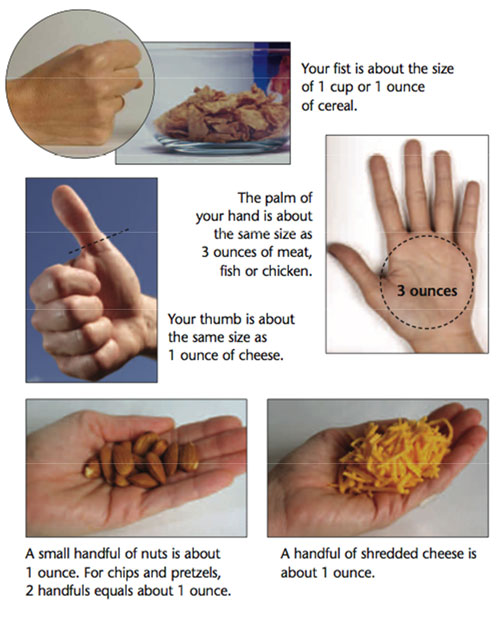 Your fist is about the size
of 1 cup or 1 ounce
of cereal.
The palm of
your hand is about
the same size as
3 ounces of meat,
fish or chicken.
3 ounces
Your thumb is about
the same size as
1 ounce of cheese.
A small handful of nuts is about
1 ounce. For chips and pretzels,
2 handfuls equals about 1 ounce.
A handful of shredded cheese is
about 1 ounce.